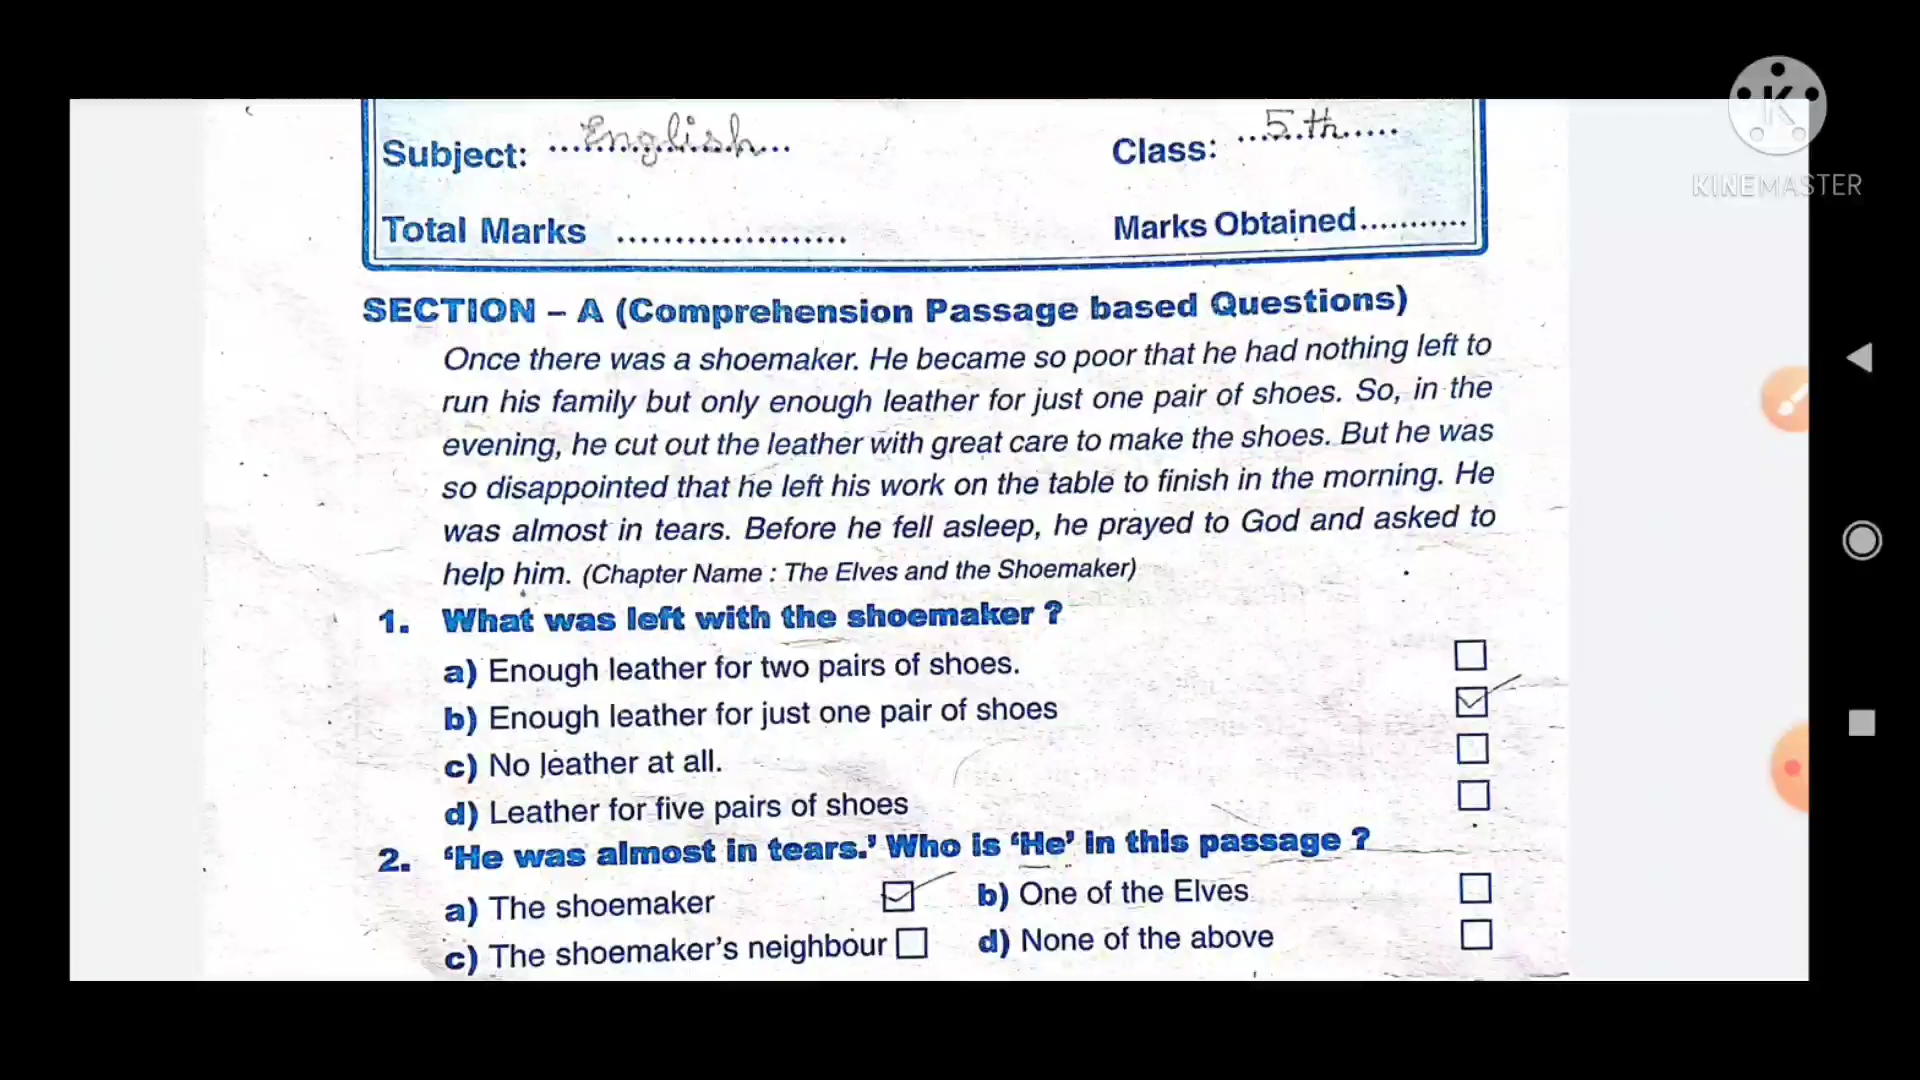 Subject: ...English... Class: ...5.th.....
KINEMASTER
Total Marks .................... Marks Obtained...........
SECTION – A (Comprehension Passage based Questions)
Once there was a shoemaker. He became so poor that he had nothing left to
run his family but only enough leather for just one pair of shoes. So, in the
evening, he cut out the leather with great care to make the shoes. But he was
so disappointed that he left his work on the table to finish in the morning. He
was almost in tears. Before he fell asleep, he prayed to God and asked to
help him. (Chapter Name : The Elves and the Shoemaker)
1. What was left with the shoemaker ?
a) Enough leather for two pairs of shoes.
b) Enough leather for just one pair of shoes
c) No leather at all.
d) Leather for five pairs of shoes
2. ‘He was almost in tears.’ Who is ‘He’ in this passage ?
a) The shoemaker b) One of the Elves
c) The shoemaker’s neighbour d) None of the above